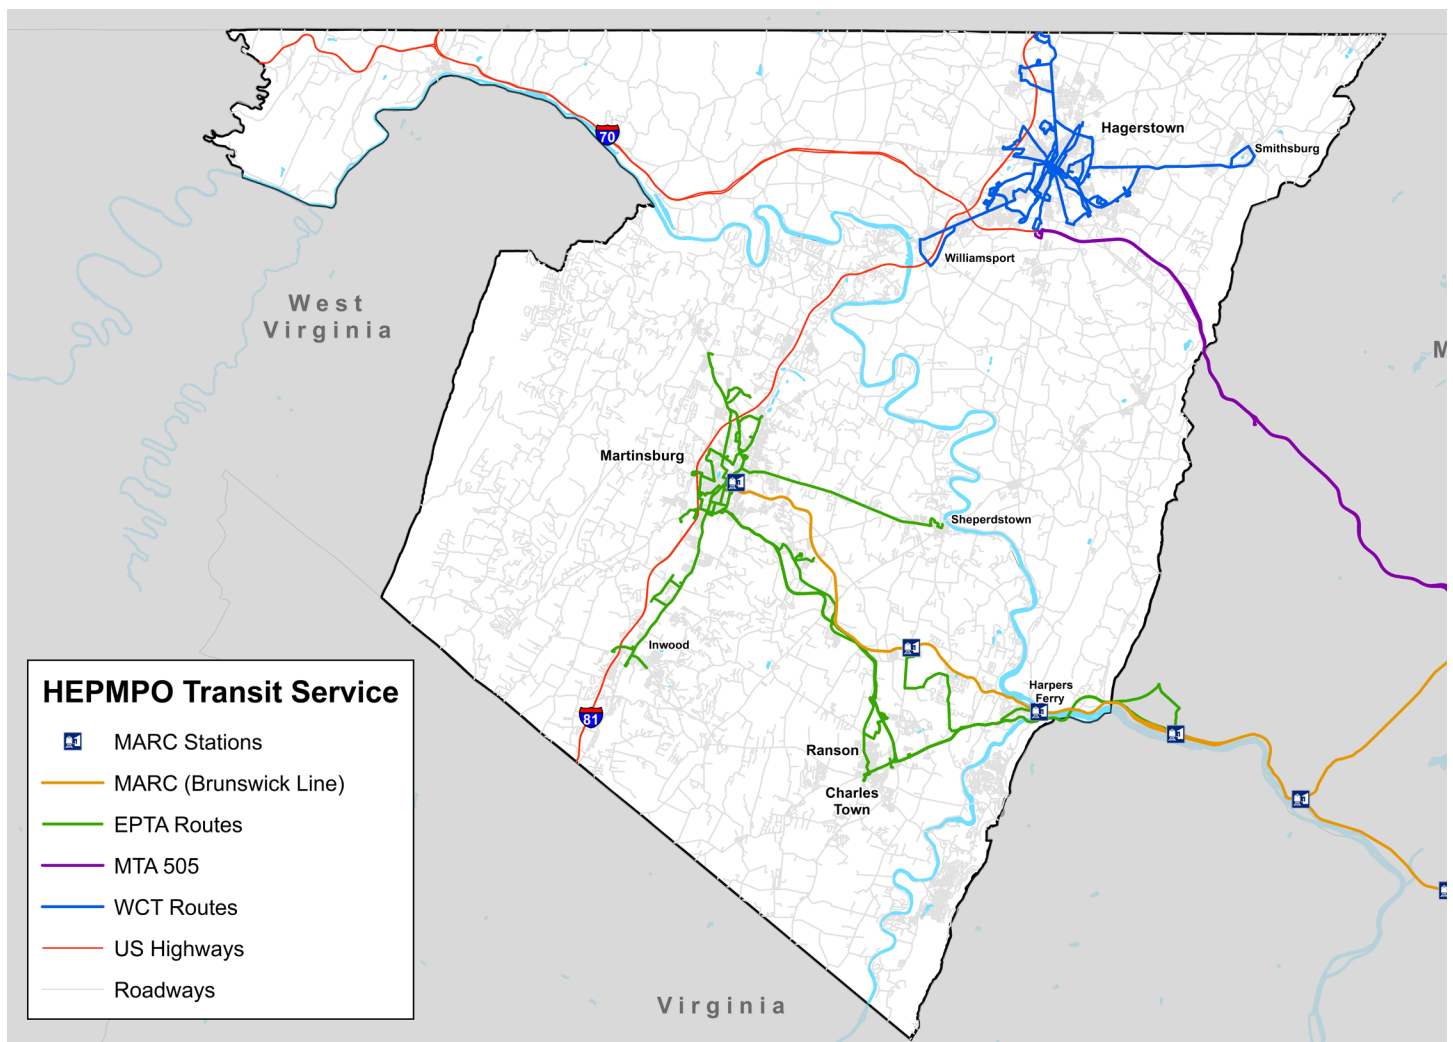 70
Hagerstown
Smithsburg
Williamsport
West
Virginia
M
Martinsburg
Sheperdstown
Inwood
Harpers
Ferry
81
Ranson
Charles
Town
Virginia
HEPMPO Transit Service
MARC Stations
MARC (Brunswick Line)
EPTA Routes
MTA 505
WCT Routes
US Highways
Roadways